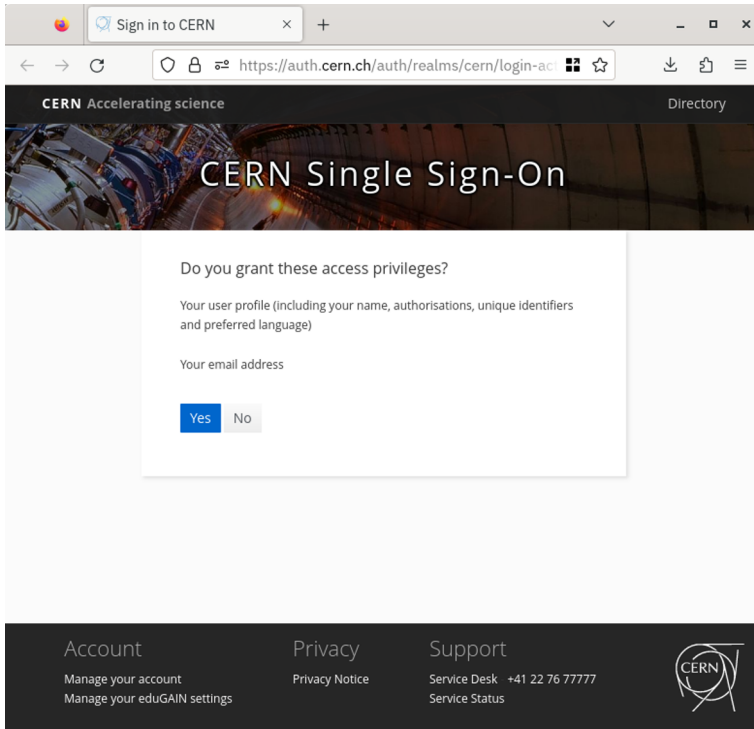 Sign in to CERN
https://auth.cern.ch/auth/realms/cern/login-act
CERN Accelerating science
Directory
CERN Single Sign-On
Do you grant these access privileges?
Your user profile (including your name, authorisations, unique identifiers
and preferred language)
Your email address
Yes No
Account
Manage your account
Manage your eduGAIN settings
Privacy
Privacy Notice
Support
Service Desk +41 22 76 77777
Service Status
CERN